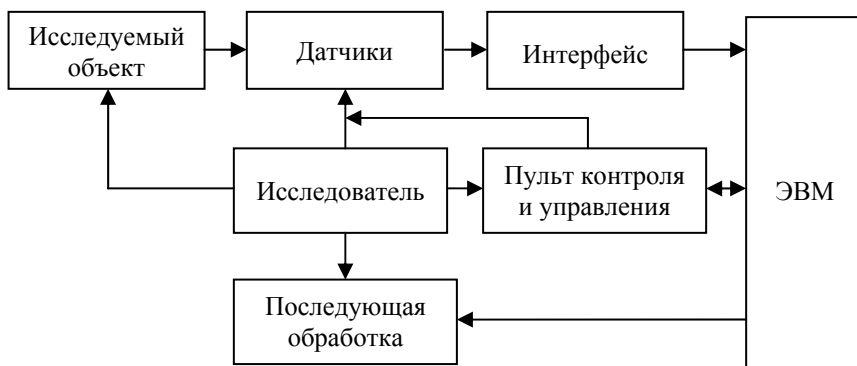 Исследуемый
объект
Датчики
Интерфейс
Исследователь
Пульт контроля
и управления
ЭВМ
Последующая
обработка